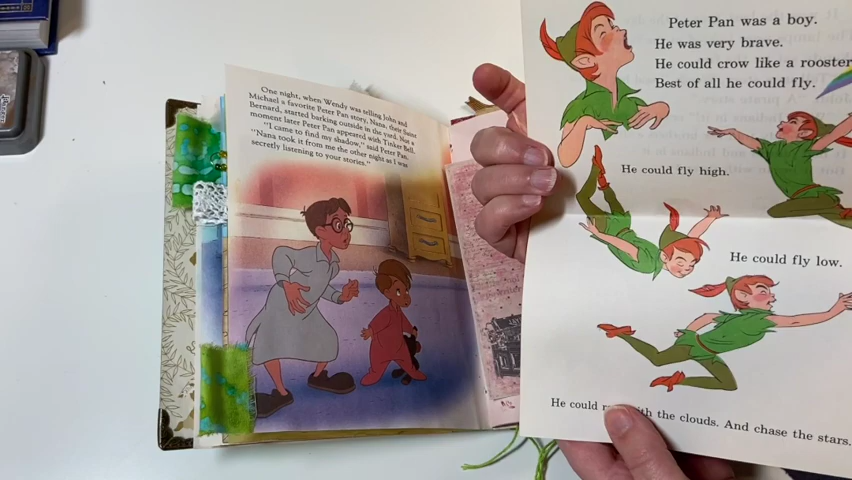 One night, when Wendy was telling John and
Michael a favorite Peter Pan story, Nana, their Saint
Bernard, started barking outside in the yard. Not a
moment later Peter Pan appeared with Tinker Bell.
"I came to find my shadow," said Peter Pan.
"Nana took it from me the other night as I was
secretly listening to your stories."
Peter Pan was a boy.
He was very brave.
He could crow like a rooster
Best of all he could fly.
He could fly high.
He could fly low.
He could with the clouds. And chase the stars.